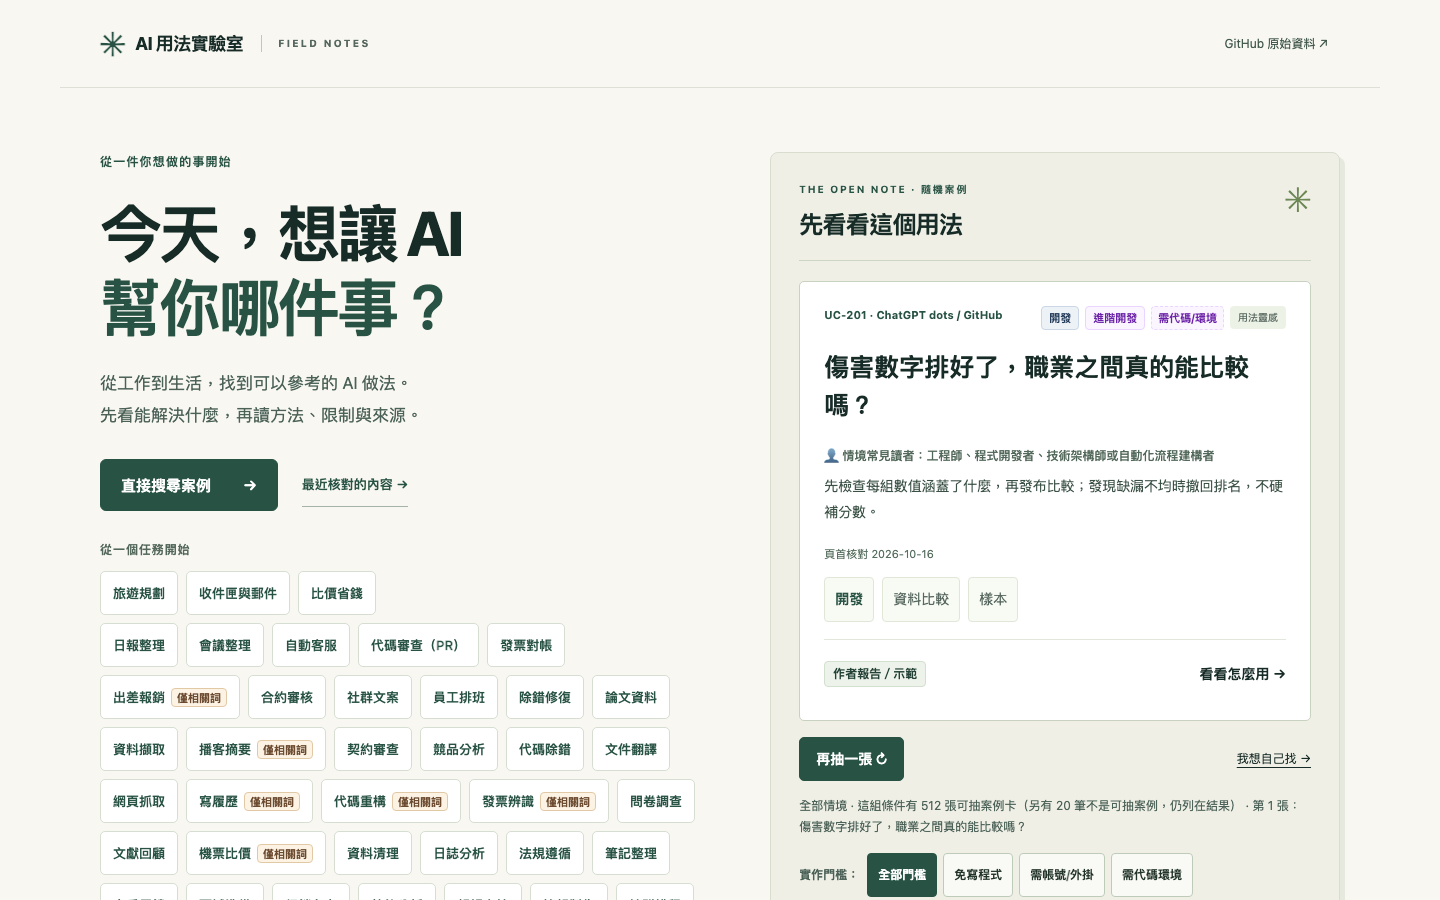 AI 用法實驗室
FIELD NOTES
GitHub 原始資料 ↗
從一件你想做的事開始
今天，想讓 AI
幫你哪件事？
從工作到生活，找到可以參考的 AI 做法。
先看能解決什麼，再讀方法、限制與來源。
直接搜尋案例 →
最近核對的內容 →
從一個任務開始
旅遊規劃 收件匣與郵件 比價省錢
日報整理 會議整理 自動客服 代碼審查（PR） 發票對帳
出差報銷 僅相關詞 合約審核 社群文案 員工排班 除錯修復 論文資料
資料擷取 播客摘要 僅相關詞 契約審查 競品分析 代碼除錯 文件翻譯
網頁抓取 寫履歷 僅相關詞 代碼重構 僅相關詞 發票辨識 僅相關詞 問卷調查
文獻回顧 機票比價 僅相關詞 資料清理 日誌分析 法規遵循 筆記整理
THE OPEN NOTE · 隨機案例
先看看這個用法
UC-201 · ChatGPT dots / GitHub
開發 進階開發 需代碼/環境 用法靈感
傷害數字排好了，職業之間真的能比較
嗎？
👤 情境常見讀者：工程師、程式開發者、技術架構師或自動化流程建構者
先檢查每組數值涵蓋了什麼，再發布比較；發現缺漏不均時撤回排名，不硬
補分數。
頁首核對 2026-10-16
開發 資料比較 樣本
作者報告 / 示範
看看怎麼用 →
再抽一張 ↻
我想自己找 →
全部情境 · 這組條件有 512 張可抽案例卡（另有 20 筆不是可抽案例，仍列在結果） · 第 1 張：
傷害數字排好了，職業之間真的能比較嗎？
實作門檻： 全部門檻 免寫程式 需帳號/外掛 需代碼環境